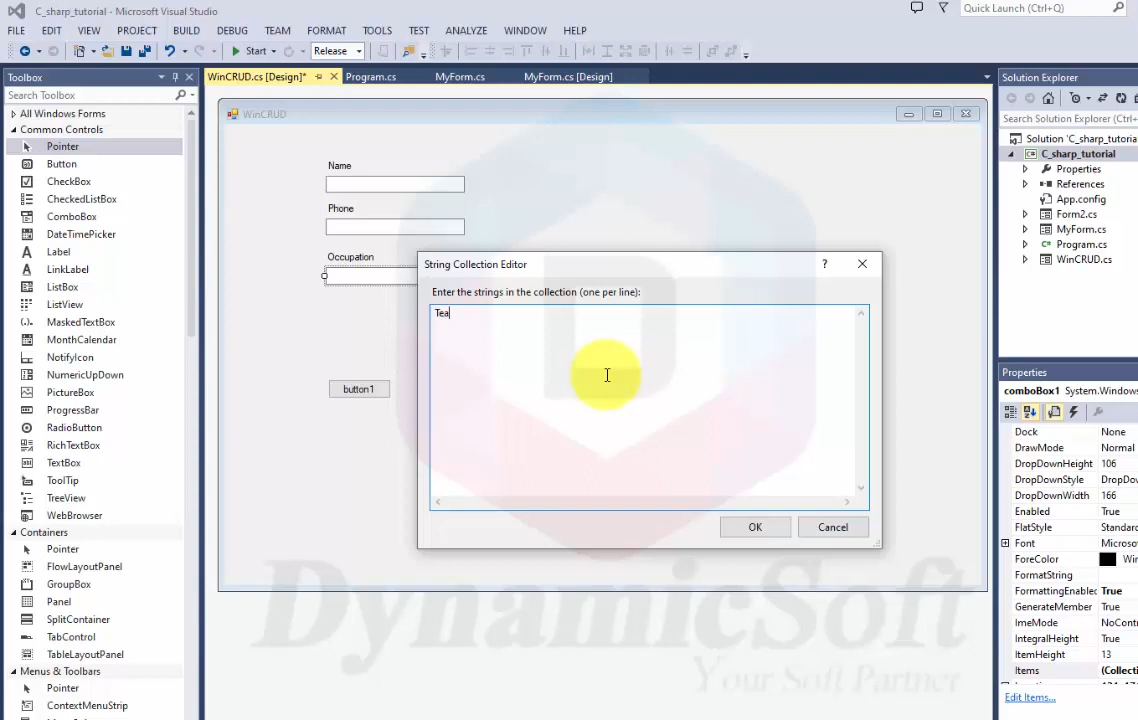 C_sharp_tutorial - Microsoft Visual Studio
Quick Launch (Ctrl+Q)
FILE EDIT VIEW PROJECT BUILD DEBUG TEAM FORMAT TOOLS TEST ANALYZE WINDOW HELP
Start Release
Toolbox
Search Toolbox
All Windows Forms
Common Controls
Pointer
Button
CheckBox
CheckedListBox
ComboBox
DateTimePicker
Label
LinkLabel
ListBox
ListView
MaskedTextBox
MonthCalendar
NotifyIcon
NumericUpDown
PictureBox
ProgressBar
RadioButton
RichTextBox
TextBox
ToolTip
TreeView
WebBrowser
Containers
Pointer
FlowLayoutPanel
GroupBox
Panel
SplitContainer
TabControl
TableLayoutPanel
Menus & Toolbars
Pointer
ContextMenuStrip
WinCRUD.cs [Design]* Program.cs MyForm.cs MyForm.cs [Design]
WinCRUD
Name
Phone
Occupation
button1
String Collection Editor
?
Enter the strings in the collection (one per line):
Tea
OK Cancel
D
DynamicSoft
Your Soft Partner
Solution Explorer
Search Solution Explorer (Ctrl+
Solution 'C_sharp_tutoria
C_sharp_tutorial
Properties
References
App.config
Form2.cs
MyForm.cs
Program.cs
WinCRUD.cs
Properties
comboBox1 System.Windows
Dock None
DrawMode Normal
DropDownHeight 106
DropDownStyle DropDo
DropDownWidth 166
Enabled True
FlatStyle Standar
Font Micros
ForeColor Win
FormatString
FormattingEnabled True
GenerateMember True
ImeMode NoCont
IntegralHeight True
ItemHeight 13
Items (Collecti
Edit Items...